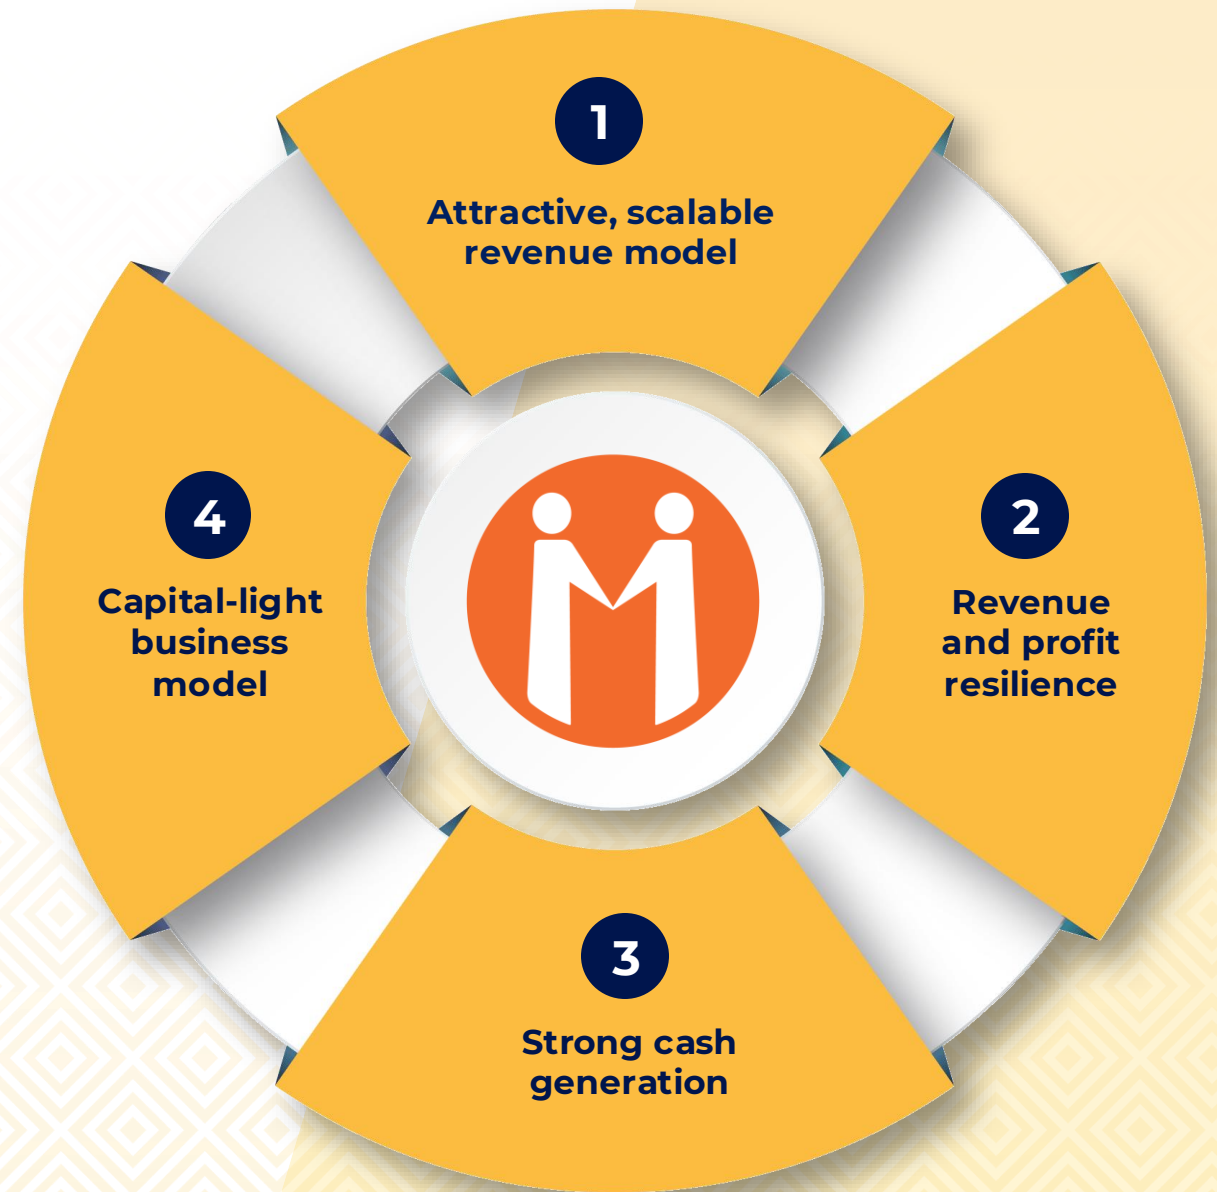 1
Attractive, scalable
revenue model
2
Revenue
and profit
resilience
3
Strong cash
generation
4
Capital-light
business
model